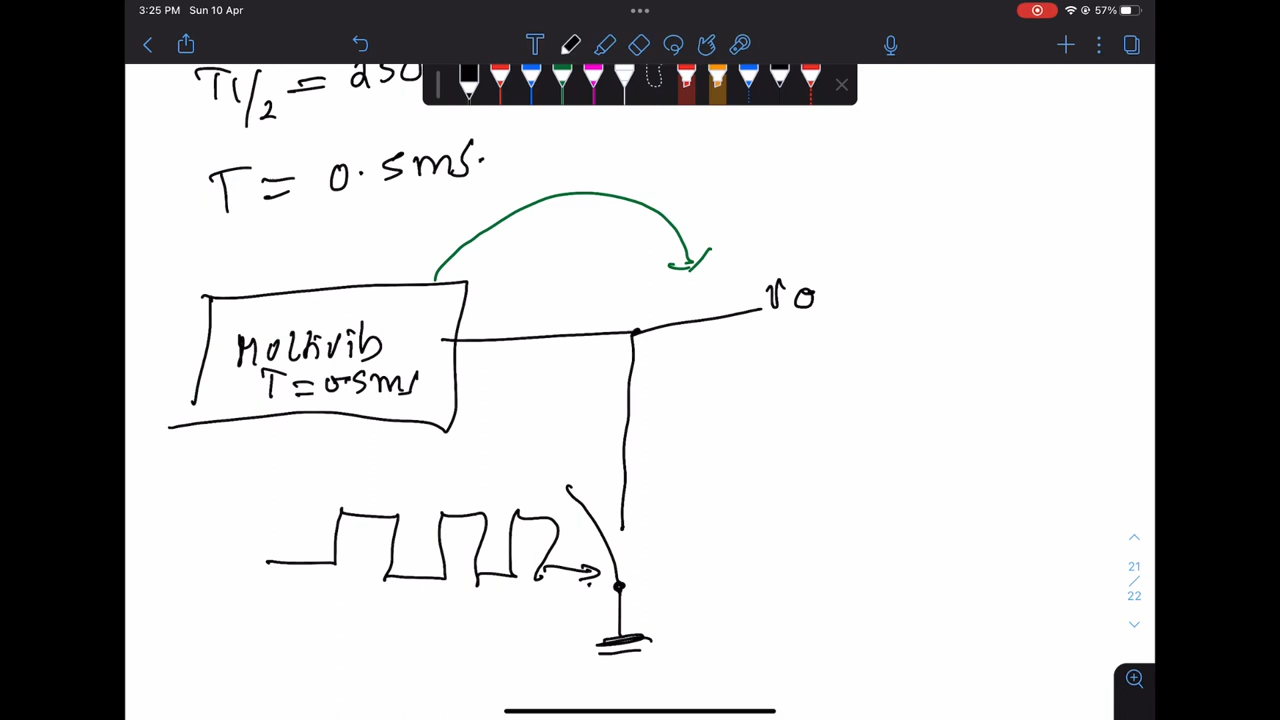 3:25 PM Sun 10 Apr
57%
T/2 = 250
T = 0.5ms.
Multivib
T = 0.5ms
vo
21
/
22